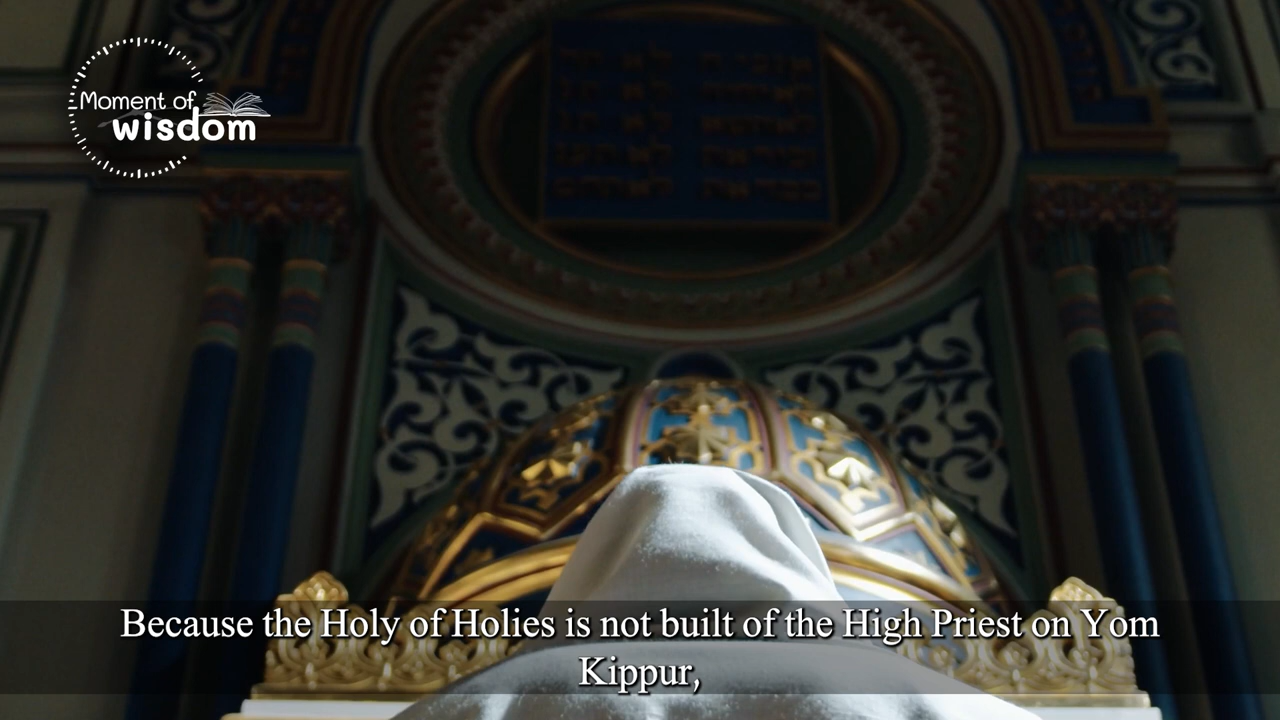 Moment of
wisdom
Because the Holy of Holies is not built of the High Priest on Yom
Kippur,